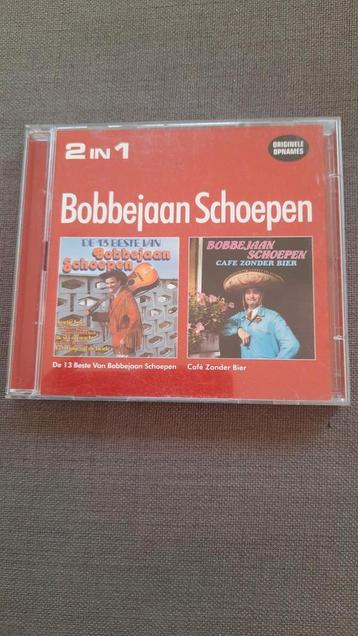 2 IN 1
ORIGINELE
OPNAMES
Bobbejaan Schoepen
DE 13 BESTE VAN
Bobbejaan
Schoepen
BOBBEJAAN
SCHOEPEN
CAFE ZONDER BIER
De 13 Beste Van Bobbejaan Schoepen
Café Zonder Bier